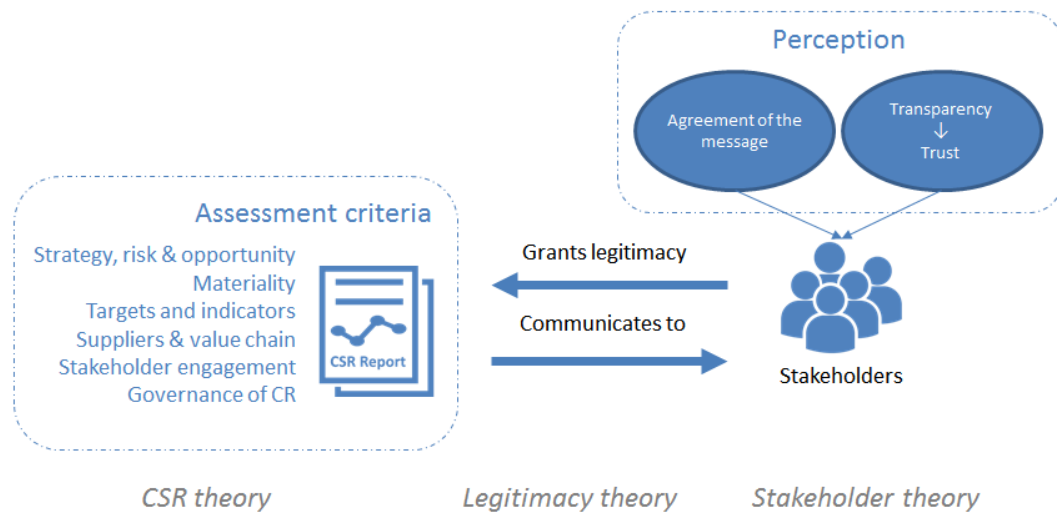 Perception
Agreement of the
message
Transparency
↓
Trust
Assessment criteria
Strategy, risk & opportunity
Materiality
Targets and indicators
Suppliers & value chain
Stakeholder engagement
Governance of CR
CSR Report
Grants legitimacy
Communicates to
Stakeholders
CSR theory
Legitimacy theory
Stakeholder theory